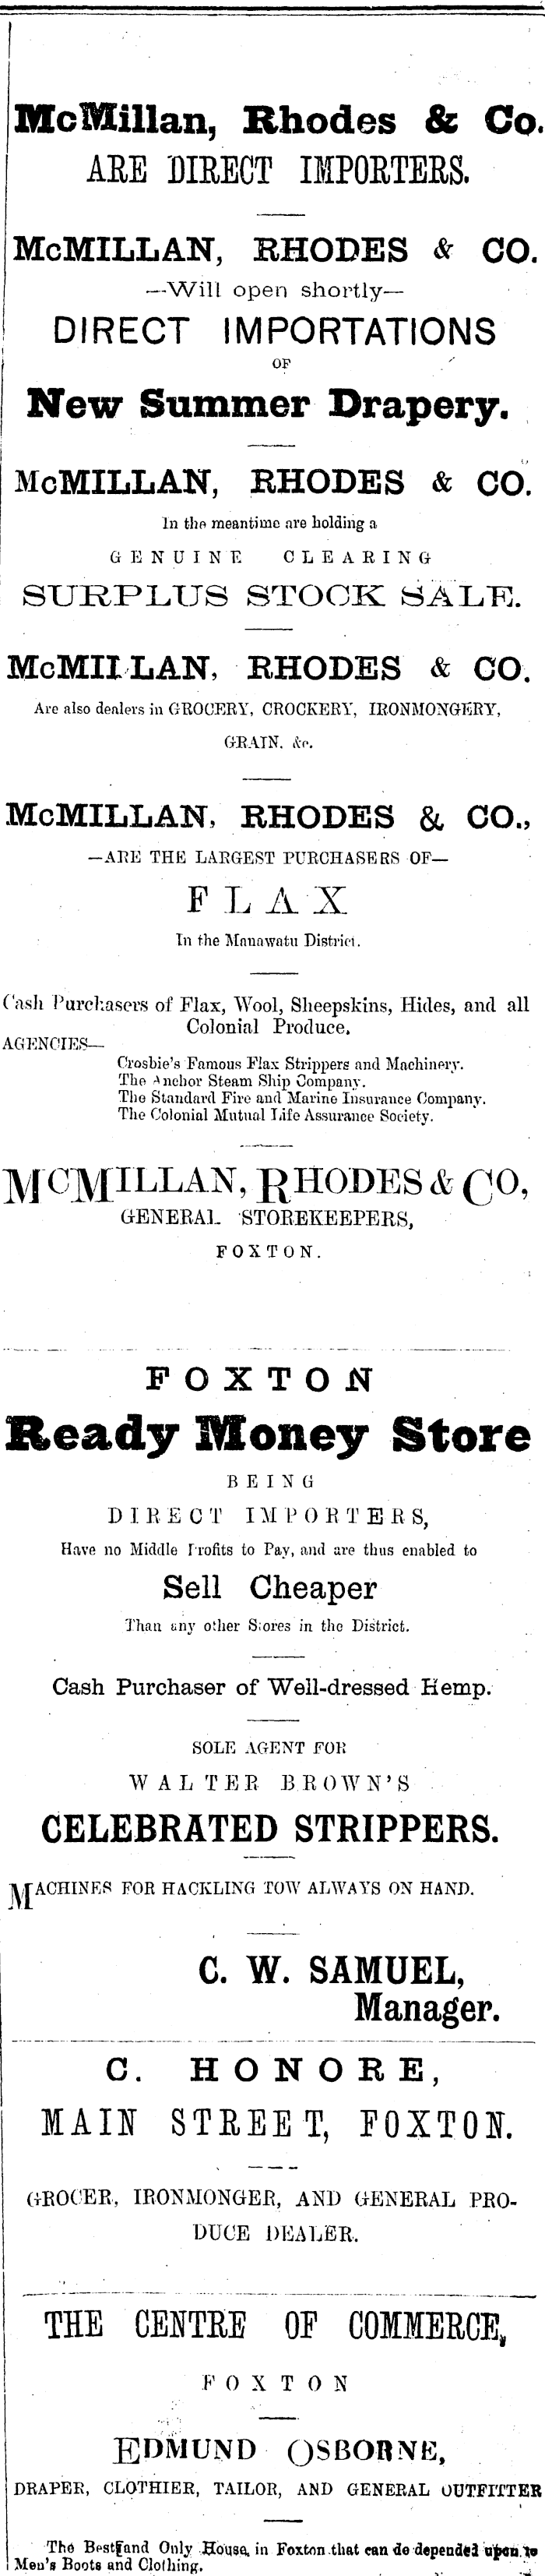 McMillan, Rhodes & Co.
ARE DIRECT IMPORTERS.
McMILLAN, RHODES & CO.
—Will open shortly—
DIRECT IMPORTATIONS
OF
New Summer Drapery.
McMILLAN, RHODES & CO.
In the meantime are holding a
GENUINE CLEARING
SURPLUS STOCK SALE.
McMILLAN, RHODES & CO.
Are also dealers in GROCERY, CROCKERY, IRONMONGERY,
GRAIN, &c.
McMILLAN, RHODES & CO.,
—ARE THE LARGEST PURCHASERS OF—
FLAX
In the Manawatu District.
Cash Purchasers of Flax, Wool, Sheepskins, Hides, and all
Colonial Produce.
AGENCIES—
Crosbie's Famous Flax Strippers and Machinery.
The Anchor Steam Ship Company.
The Standard Fire and Marine Insurance Company.
The Colonial Mutual Life Assurance Society.
McMILLAN, RHODES & CO,
GENERAL STOREKEEPERS,
FOXTON.
FOXTON
Ready Money Store
BEING
DIRECT IMPORTERS,
Have no Middle Profits to Pay, and are thus enabled to
Sell Cheaper
Than any other Stores in the District.
Cash Purchaser of Well-dressed Hemp.
SOLE AGENT FOR
WALTER BROWN'S
CELEBRATED STRIPPERS.
MACHINES FOR HACKLING TOW ALWAYS ON HAND.
C. W. SAMUEL,
Manager.
C. HONORE,
MAIN STREET, FOXTON.
GROCER, IRONMONGER, AND GENERAL PRO-
DUCE DEALER.
THE CENTRE OF COMMERCE,
FOXTON
EDMUND OSBORNE,
DRAPER, CLOTHIER, TAILOR, AND GENERAL OUTFITTER
The Best and Only House in Foxton that can de depended upon to
Men's Boots and Clothing.